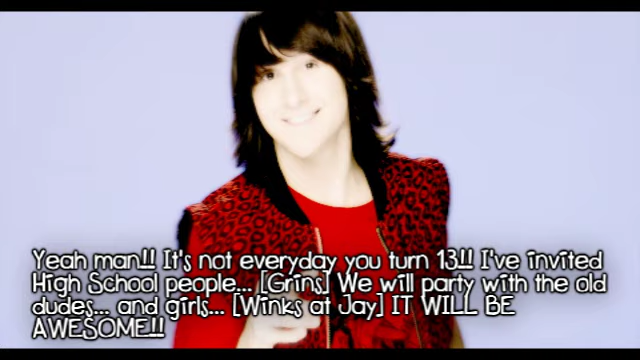 Yeah man!! It's not everyday you turn 13!! I've invited
High School people... [Grins] We will party with the old
dudes... and girls... [Winks at Jay] IT WILL BE
AWESOME!!